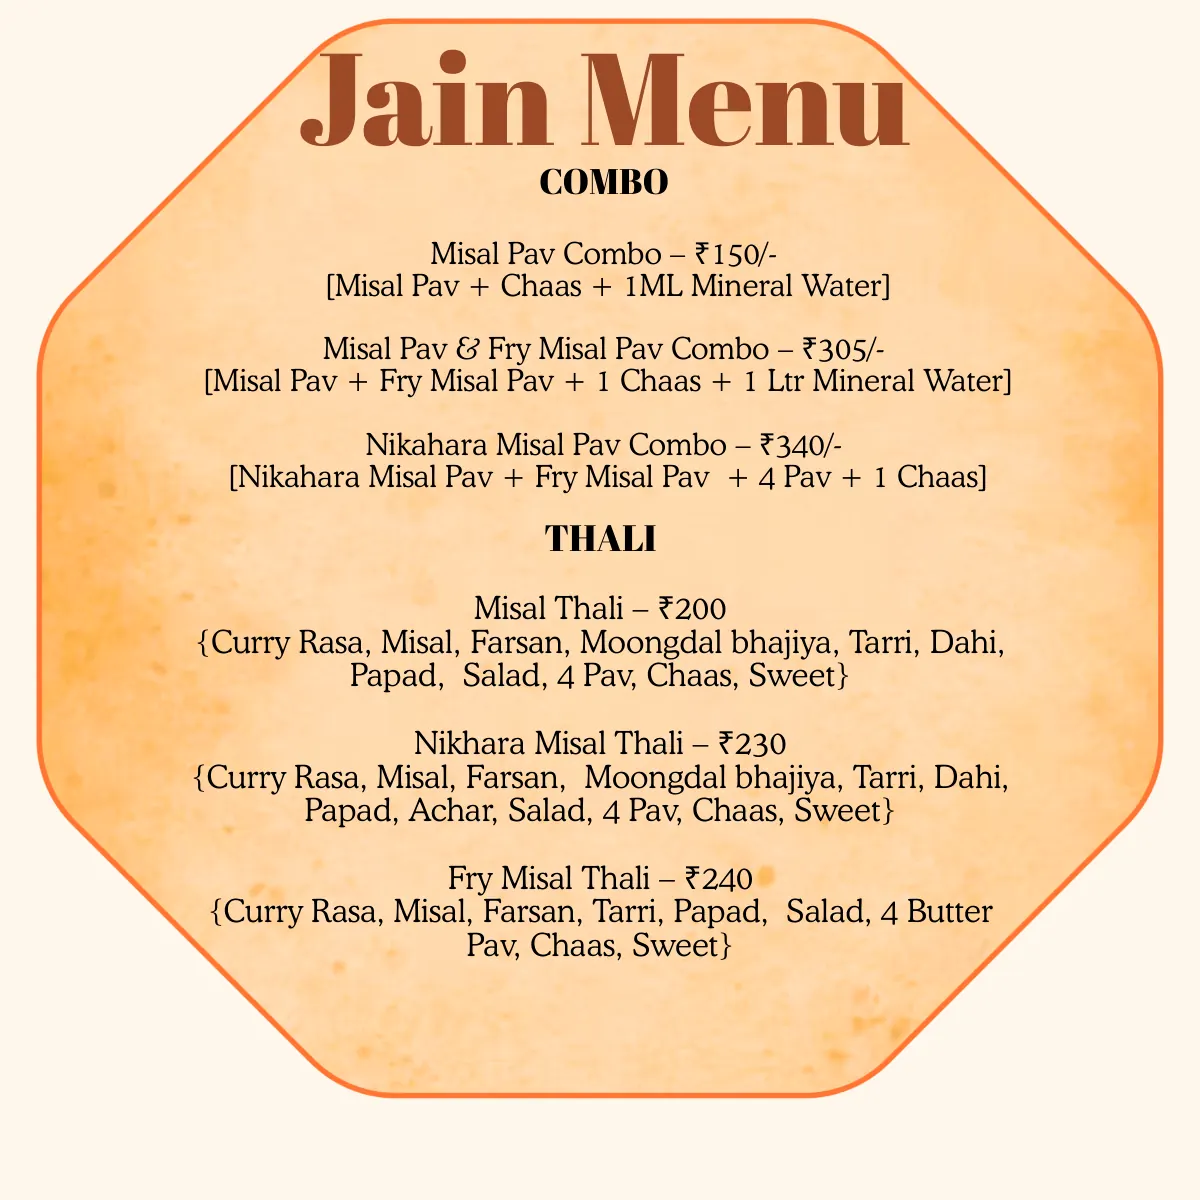 Jain Menu
COMBO
Misal Pav Combo – ₹150/-
[Misal Pav + Chaas + 1ML Mineral Water]
Misal Pav & Fry Misal Pav Combo – ₹305/-
[Misal Pav + Fry Misal Pav + 1 Chaas + 1 Ltr Mineral Water]
Nikahara Misal Pav Combo – ₹340/-
[Nikahara Misal Pav + Fry Misal Pav  + 4 Pav + 1 Chaas]
THALI
Misal Thali – ₹200
{Curry Rasa, Misal, Farsan, Moongdal bhajiya, Tarri, Dahi,
Papad,  Salad, 4 Pav, Chaas, Sweet}
Nikhara Misal Thali – ₹230
{Curry Rasa, Misal, Farsan,  Moongdal bhajiya, Tarri, Dahi,
Papad, Achar, Salad, 4 Pav, Chaas, Sweet}
Fry Misal Thali – ₹240
{Curry Rasa, Misal, Farsan, Tarri, Papad,  Salad, 4 Butter
Pav, Chaas, Sweet}